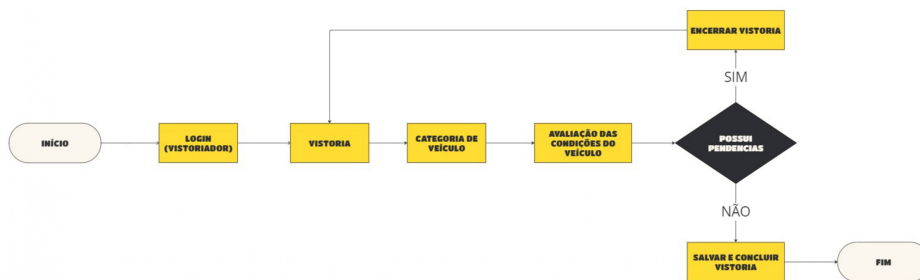 ENCERRAR VISTORIA
SIM
INÍCIO
LOGIN
(VISTORIADOR)
VISTORIA
CATEGORIA DE
VEÍCULO
AVALIAÇÃO DAS
CONDIÇÕES DO
VEÍCULO
POSSUI
PENDENCIAS
NÃO
SALVAR E CONCLUIR
VISTORIA
FIM